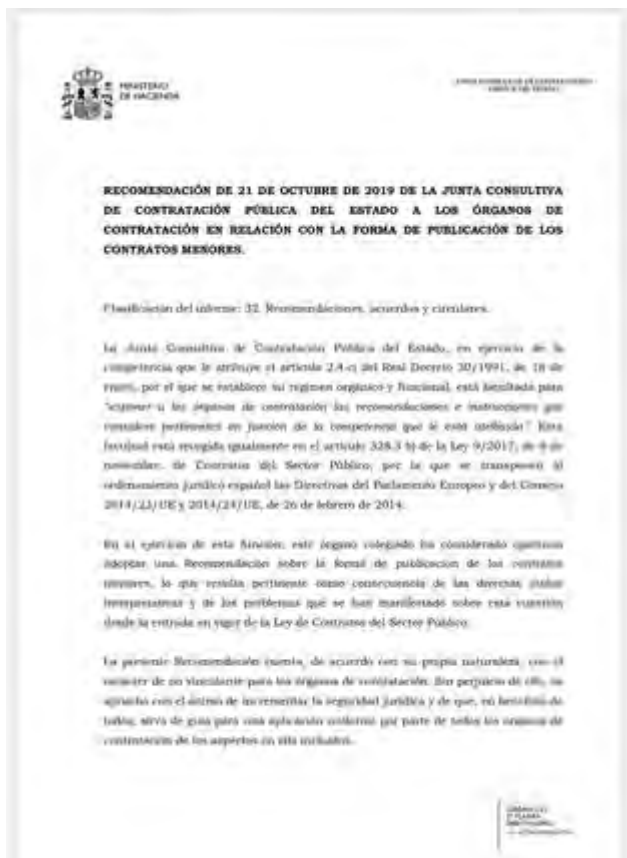 MINISTERIO
DE HACIENDA
RECOMENDACIÓN DE 21 DE OCTUBRE DE 2019 DE LA JUNTA CONSULTIVA
DE CONTRATACIÓN PÚBLICA DEL ESTADO A LOS ÓRGANOS DE
CONTRATACIÓN EN RELACIÓN CON LA FORMA DE PUBLICACIÓN DE LOS
CONTRATOS MENORES.
Clasificación del informe: 32. Recomendaciones, acuerdos y circulares.
La Junta Consultiva de Contratación Pública del Estado, en ejercicio de la
competencia que le atribuye el artículo 2.4 c) del Real Decreto 30/1991, de 18 de
enero, por el que se establece su régimen orgánico y funcional, está facultada para
"exponer a los órganos de contratación las recomendaciones e instrucciones que
considere pertinentes en función de la competencia que le está atribuida." Esta
facultad está recogida igualmente en el artículo 328.3 b) de la Ley 9/2017, de 8 de
noviembre, de Contratos del Sector Público, por la que se transponen al
ordenamiento jurídico español las Directivas del Parlamento Europeo y del Consejo
2014/23/UE y 2014/24/UE, de 26 de febrero de 2014.
En el ejercicio de esta función, este órgano colegiado ha considerado oportuno
adoptar una Recomendación sobre la forma de publicación de los contratos
menores, lo que resulta pertinente como consecuencia de las diversas dudas
interpretativas y de los problemas que se han manifestado sobre esta cuestión
desde la entrada en vigor de la Ley de Contratos del Sector Público.
La presente Recomendación cuenta, de acuerdo con su propia naturaleza, con el
carácter de no vinculante para los órganos de contratación. Sin perjuicio de ello, se
aprueba con el ánimo de incrementar la seguridad jurídica y de que, en beneficio de
todos, sirva de guía para una aplicación uniforme por parte de todos los órganos de
contratación de los aspectos en ella incluidos.